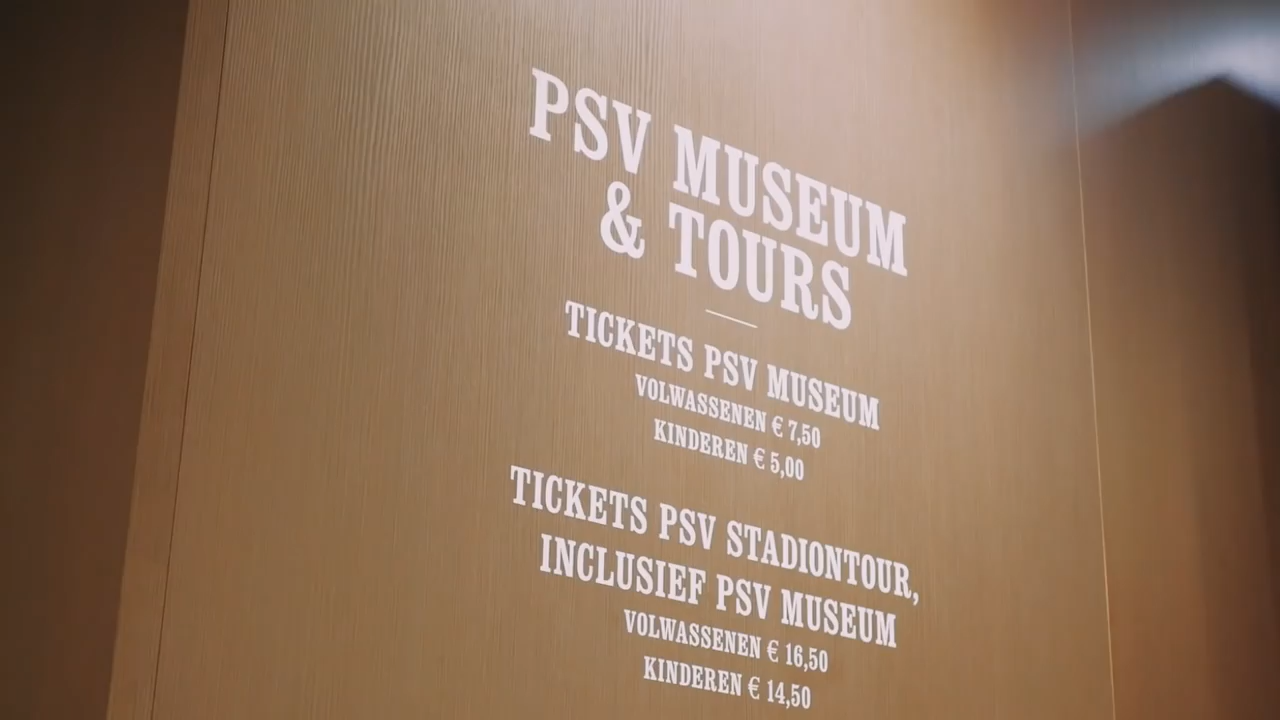 PSV MUSEUM
& TOURS
TICKETS PSV MUSEUM
VOLWASSENEN € 7,50
KINDEREN € 5,00
TICKETS PSV STADIONTOUR,
INCLUSIEF PSV MUSEUM
VOLWASSENEN € 16,50
KINDEREN € 14,50